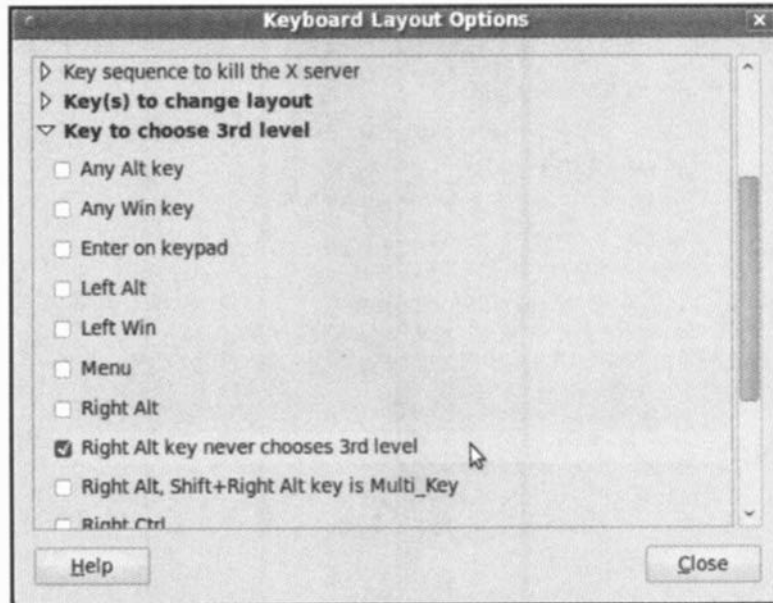 Keyboard Layout Options
Key sequence to kill the X server
Key(s) to change layout
Key to choose 3rd level
Any Alt key
Any Win key
Enter on keypad
Left Alt
Left Win
Menu
Right Alt
Right Alt key never chooses 3rd level
Right Alt, Shift+Right Alt key is Multi_Key
Right Ctrl
Help
Close